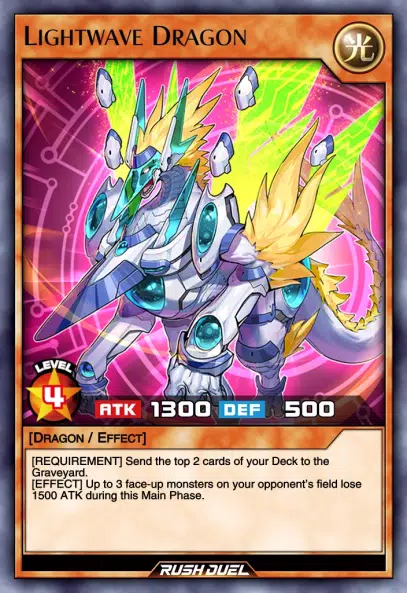 LIGHTWAVE DRAGON
光
LEVEL
4
ATK 1300 DEF 500
[DRAGON / EFFECT]
[REQUIREMENT] Send the top 2 cards of your Deck to the
Graveyard.
[EFFECT] Up to 3 face-up monsters on your opponent's field lose
1500 ATK during this Main Phase.
RUSH DUEL